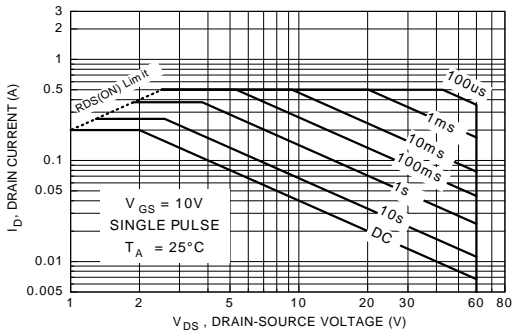 3
2
1
0.5
0.1
0.05
0.01
0.005
I D, DRAIN CURRENT (A)
RDS(ON) Limit
100us
1ms
10ms
100ms
1s
10s
DC
V GS = 10V
SINGLE PULSE
T A = 25°C
1 2 5 10 20 30 60 80
V DS , DRAIN-SOURCE VOLTAGE (V)